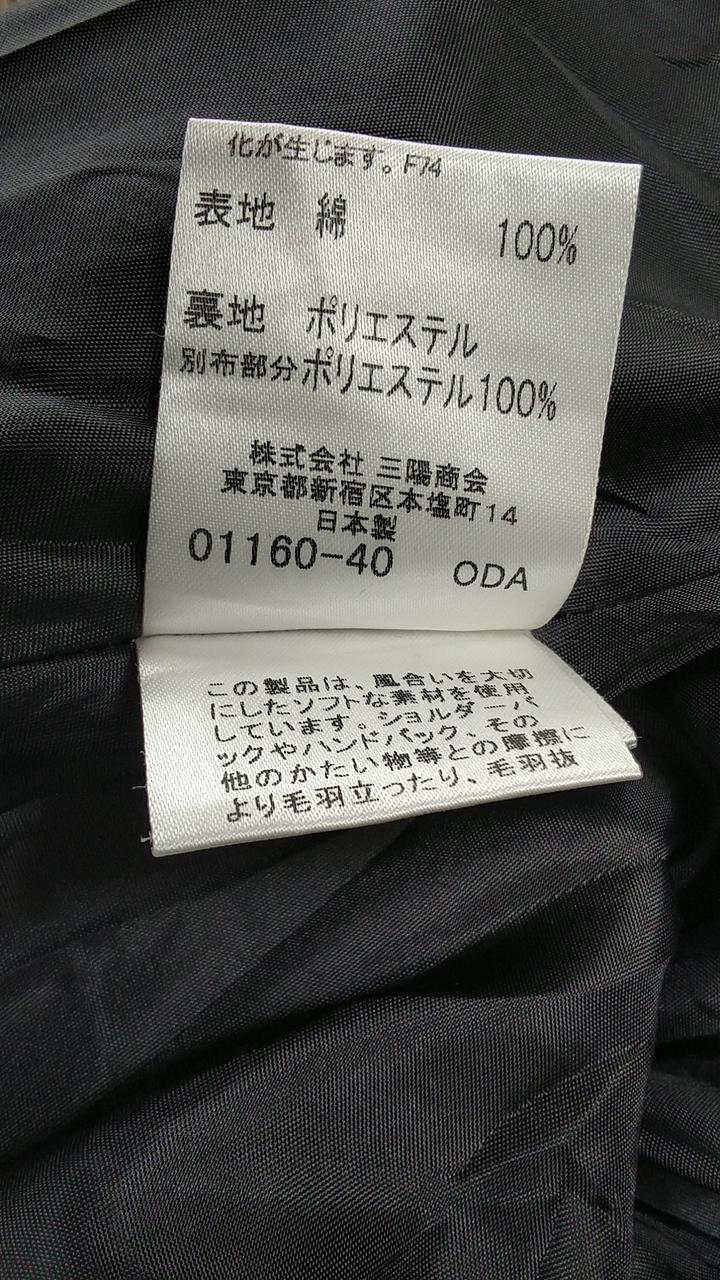 化が生じます。F74
表地 綿 100%
裏地 ポリエステル
別布部分ポリエステル100%
株式会社 三陽商会
東京都新宿区本塩町14
日本製
01160-40 ODA
この製品は、風合いを大切
にしたソフトな素材を使用
しています。ショルダーバ
ックやハンドバック、その
他のかたい物等との摩擦に
より毛羽立ったり、毛羽抜